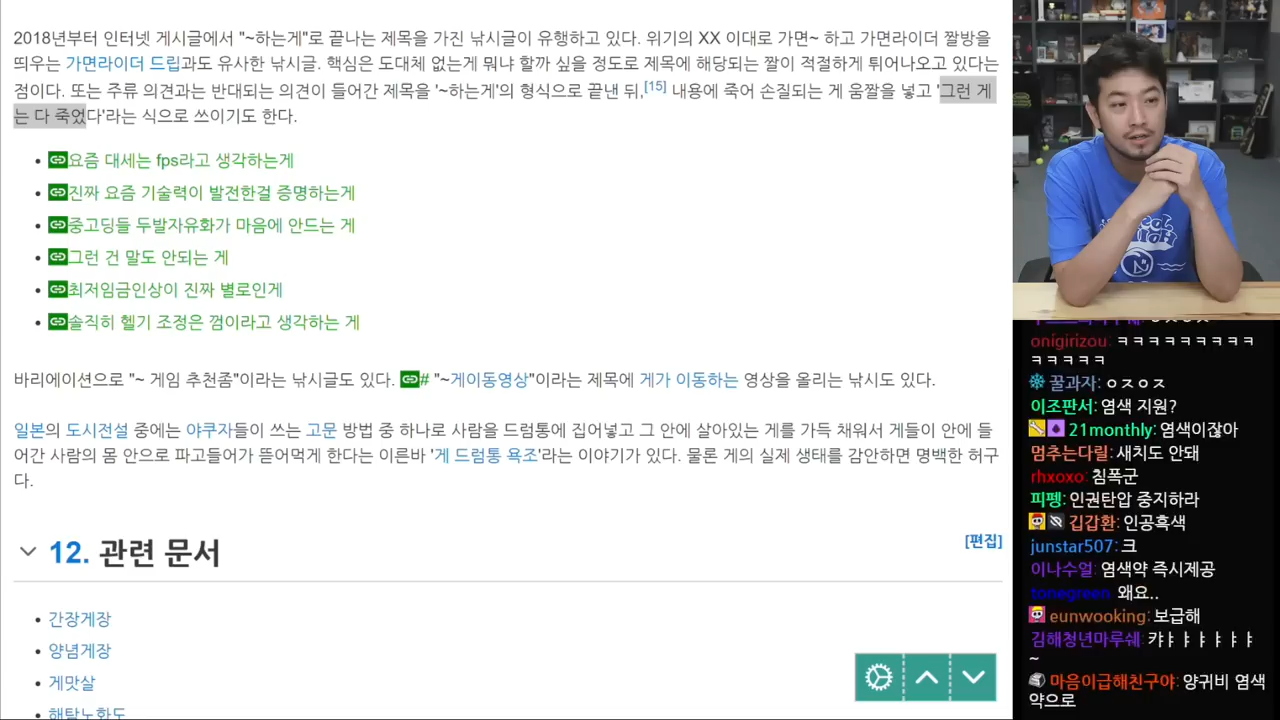 2018년부터 인터넷 게시글에서 "~하는게"로 끝나는 제목을 가진 낚시글이 유행하고 있다. 위기의 XX 이대로 가면~ 하고 가면라이더 짤방을
띄우는 가면라이더 드립과도 유사한 낚시글. 핵심은 도대체 없는게 뭐냐 할까 싶을 정도로 제목에 해당되는 짤이 적절하게 튀어나오고 있다는
점이다. 또는 주류 의견과는 반대되는 의견이 들어간 제목을 '~하는게'의 형식으로 끝낸 뒤,[15] 내용에 죽어 손질되는 게 움짤을 넣고 '그런 게
는 다 죽었다'라는 식으로 쓰이기도 한다.
요즘 대세는 fps라고 생각하는게
진짜 요즘 기술력이 발전한걸 증명하는게
중고딩들 두발자유화가 마음에 안드는 게
그런 건 말도 안되는 게
최저임금인상이 진짜 별로인게
솔직히 헬기 조정은 껌이라고 생각하는 게
바리에이션으로 "~ 게임 추천좀"이라는 낚시글도 있다. # "~게이동영상"이라는 제목에 게가 이동하는 영상을 올리는 낚시도 있다.
일본의 도시전설 중에는 야쿠자들이 쓰는 고문 방법 중 하나로 사람을 드럼통에 집어넣고 그 안에 살아있는 게를 가득 채워서 게들이 안에 들
어간 사람의 몸 안으로 파고들어가 뜯어먹게 한다는 이른바 '게 드럼통 욕조'라는 이야기가 있다. 물론 게의 실제 생태를 감안하면 명백한 허구
다.
12. 관련 문서
[편집]
간장게장
양념게장
게맛살
해탈노화도
onigirizou: ㅋㅋㅋㅋㅋㅋㅋㅋㅋ
ㅋㅋㅋㅋㅋ
꿀과자: ㅇㅈㅇㅈ
이조판서: 염색 지원?
21monthly: 염색이잖아
멈추는다릴: 새치도 안돼
rhxoxo: 침폭군
피펭: 인권탄압 중지하라
김갑환: 인공흑색
junstar507: 크
이나수얼: 염색약 즉시제공
tonegreen: 왜요..
eunwooking: 보급해
김해청년마루쉐: 캬ㅑㅑㅑㅑㅑㅑ
~
마음이급해친구야: 양귀비 염색
약으로